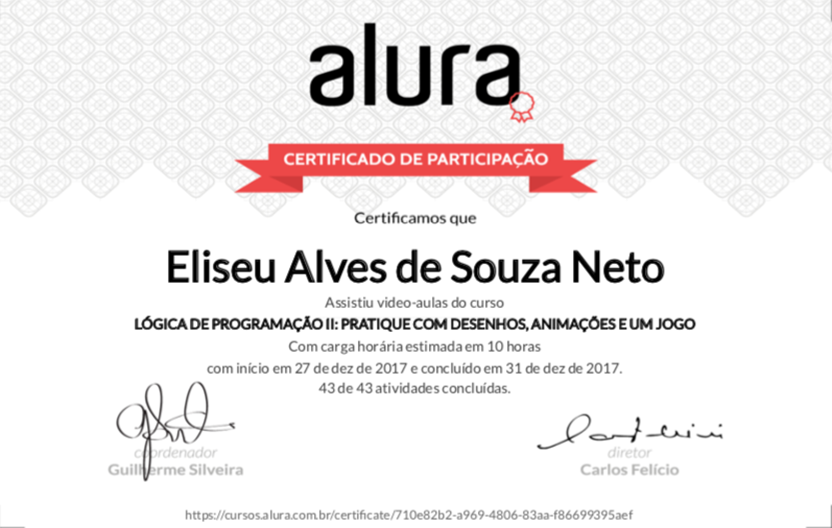 alura
CERTIFICADO DE PARTICIPAÇÃO
Certificamos que
Eliseu Alves de Souza Neto
Assistiu video-aulas do curso
LÓGICA DE PROGRAMAÇÃO II: PRATIQUE COM DESENHOS, ANIMAÇÕES E UM JOGO
Com carga horária estimada em 10 horas
com início em 27 de dez de 2017 e concluído em 31 de dez de 2017.
43 de 43 atividades concluídas.
coordenador
Guilherme Silveira
diretor
Carlos Felício
https://cursos.alura.com.br/certificate/710e82b2-a969-4806-83aa-f86699395aef